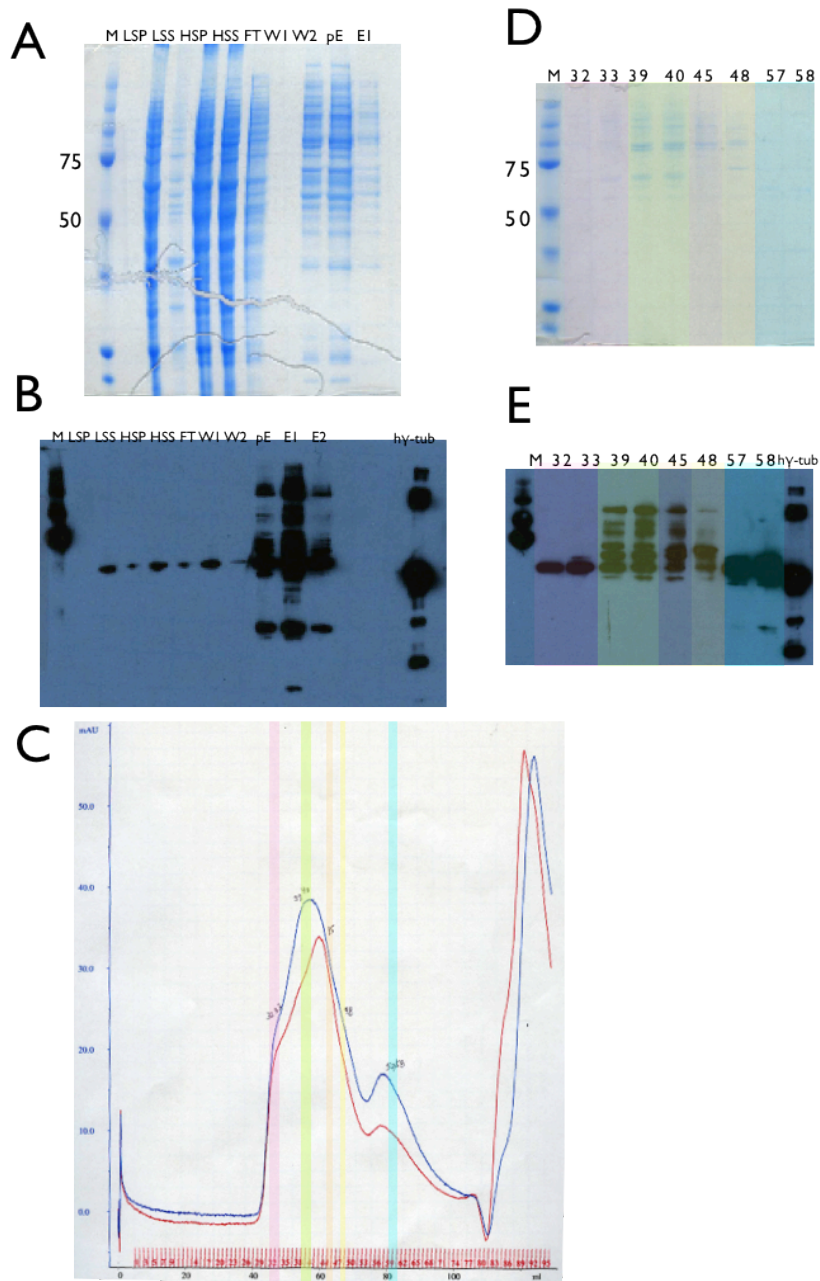 A
M LSP LSS HSP HSS FT W1 W2 pE E1
75
50
B
M LSP LSS HSP HSS FT W1 W2 pE E1 E2 hγ-tub
C
mAU
50.0
40.0
30.0
20.0
10.0
0.0
0 20 40 60 80 100 ml
D
M 32 33 39 40 45 48 57 58
75
50
E
M 32 33 39 40 45 48 57 58 hγ-tub